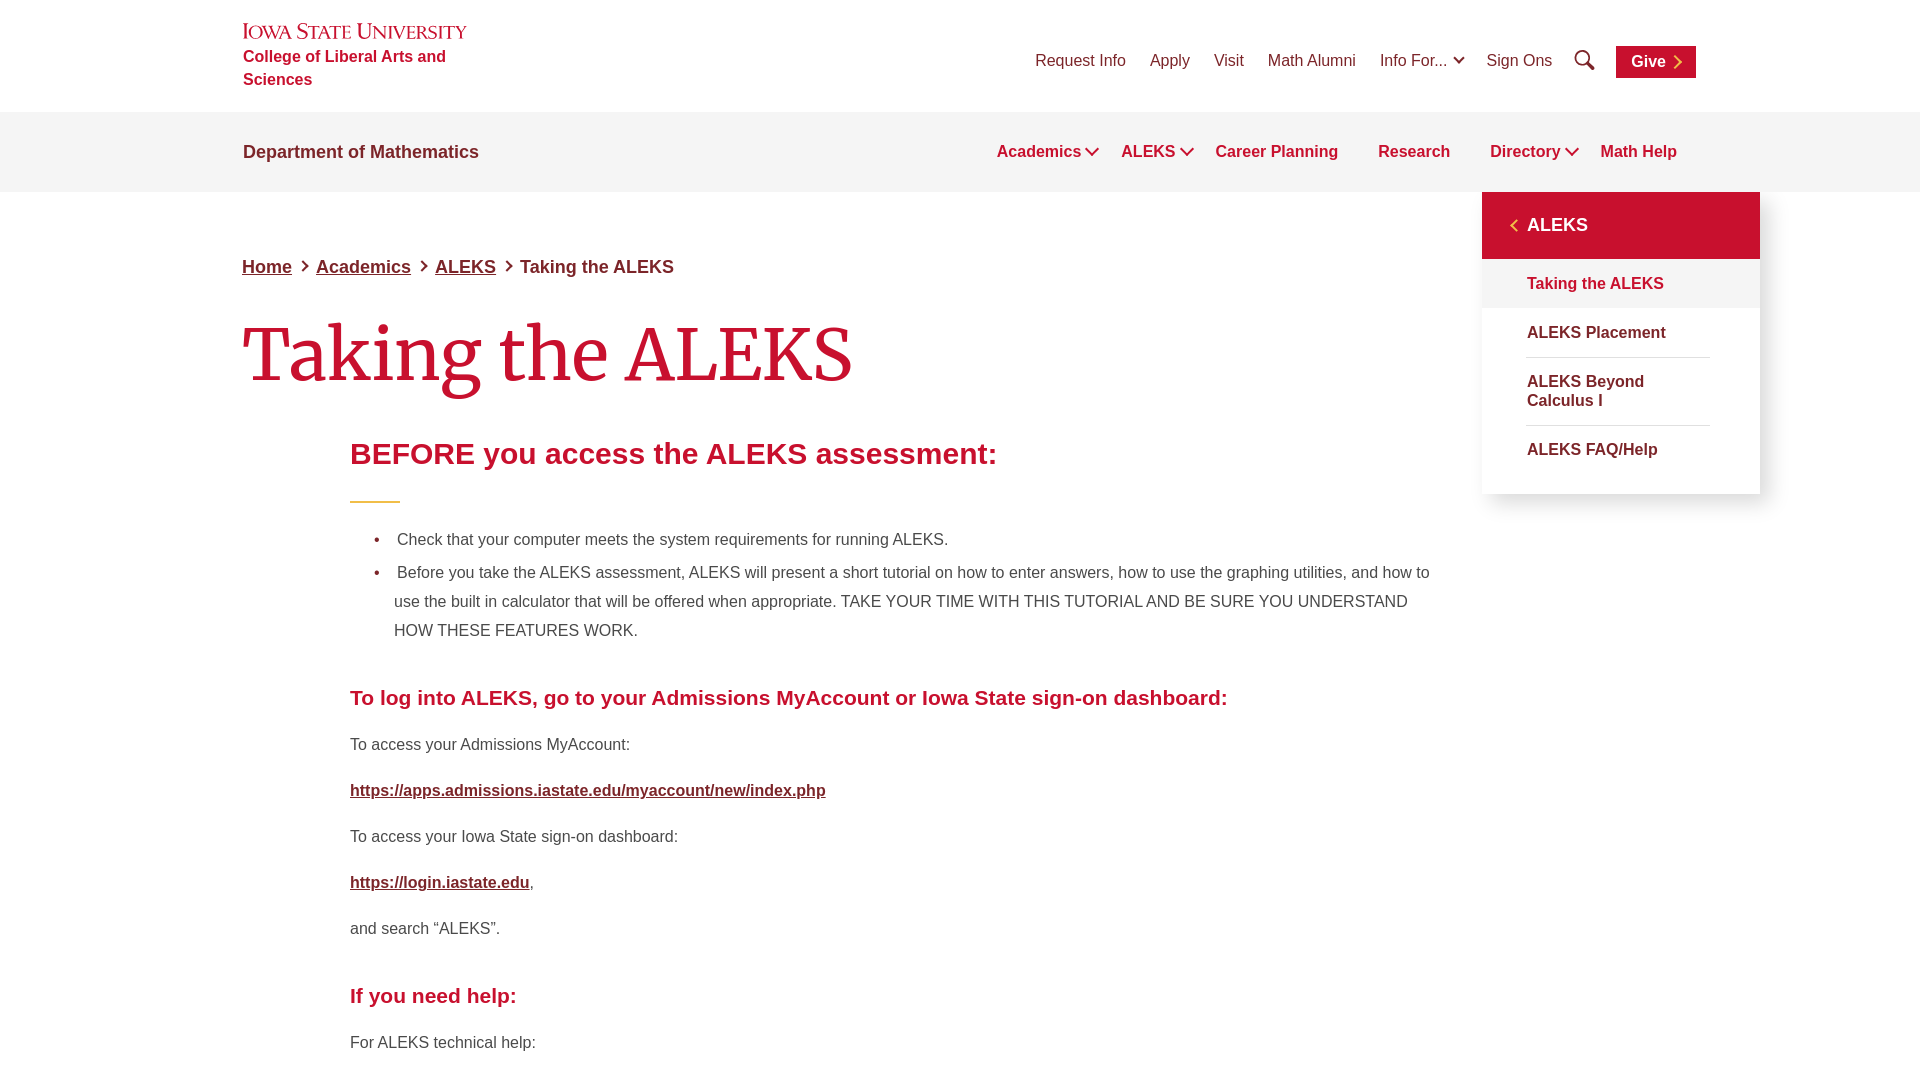 IOWA STATE UNIVERSITY
College of Liberal Arts and
Sciences
Request Info Apply Visit Math Alumni Info For... Sign Ons Give
Department of Mathematics
Academics ALEKS Career Planning Research Directory Math Help
Home Academics ALEKS Taking the ALEKS
Taking the ALEKS
BEFORE you access the ALEKS assessment:
• Check that your computer meets the system requirements for running ALEKS.
• Before you take the ALEKS assessment, ALEKS will present a short tutorial on how to enter answers, how to use the graphing utilities, and how to
use the built in calculator that will be offered when appropriate. TAKE YOUR TIME WITH THIS TUTORIAL AND BE SURE YOU UNDERSTAND
HOW THESE FEATURES WORK.
To log into ALEKS, go to your Admissions MyAccount or Iowa State sign-on dashboard:
To access your Admissions MyAccount:
https://apps.admissions.iastate.edu/myaccount/new/index.php
To access your Iowa State sign-on dashboard:
https://login.iastate.edu,
and search “ALEKS”.
If you need help:
For ALEKS technical help:
ALEKS
Taking the ALEKS
ALEKS Placement
ALEKS Beyond
Calculus I
ALEKS FAQ/Help